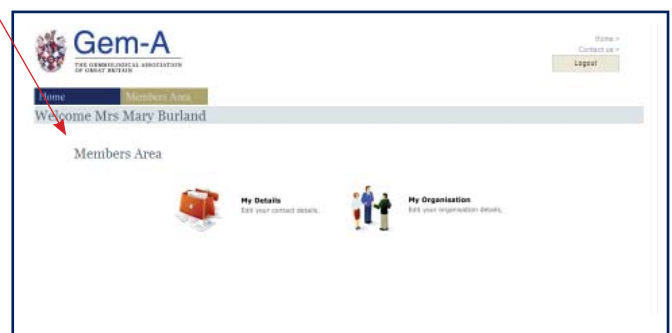 Gem-A
THE GEMMOLOGICAL ASSOCIATION
OF GREAT BRITAIN
Home >
Contact us >
Logout
Home
Members Area
Welcome Mrs Mary Burland
Members Area
My Details
Edit your contact details.
My Organisation
Edit your organisation details.